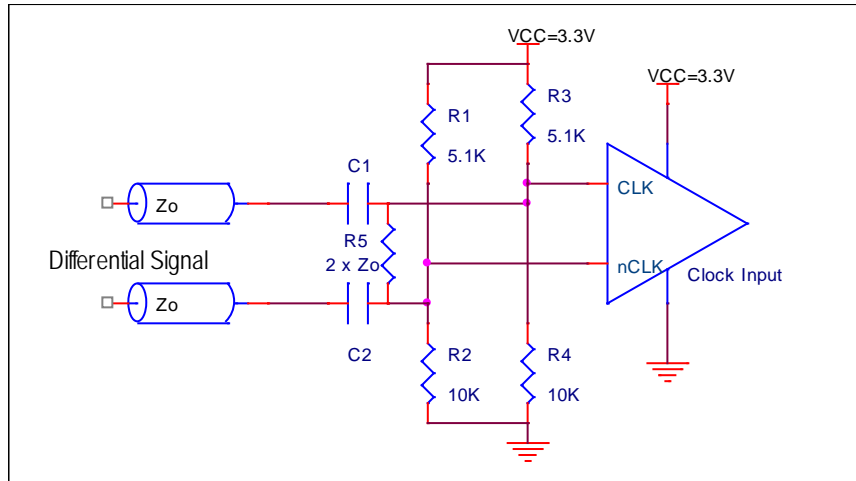 VCC=3.3V
VCC=3.3V
R1
5.1K
R3
5.1K
C1
CLK
Zo
R5
2 x Zo
Differential Signal
nCLK
Clock Input
Zo
C2
R2
10K
R4
10K